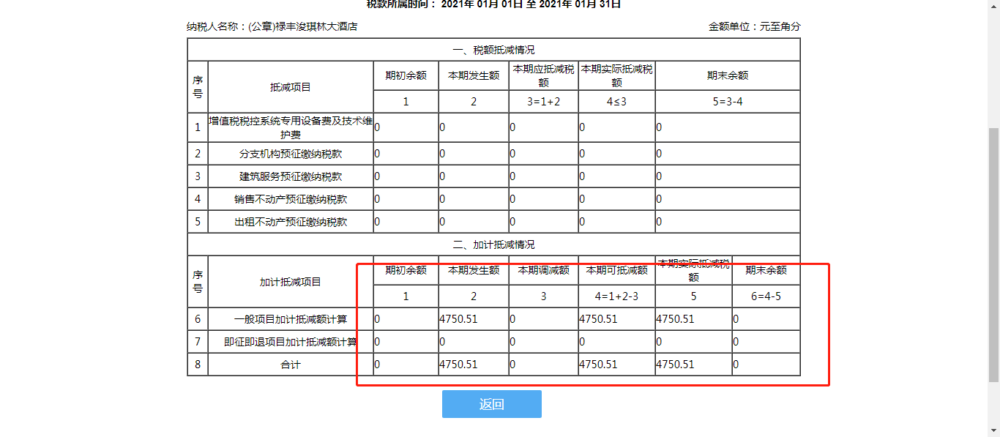 税款所属时间： 2021年 01月 01日 至 2021年 01月 31日
纳税人名称：(公章)禄丰浚琪林大酒店 金额单位：元至角分
一、税额抵减情况
序号 抵减项目 期初余额 本期发生额 本期应抵减税额 本期实际抵减税额 期末余额
1 2 3=1+2 4≤3 5=3-4
1 增值税税控系统专用设备费及技术维护费 0 0 0 0 0
2 分支机构预征缴纳税款 0 0 0 0 0
3 建筑服务预征缴纳税款 0 0 0 0 0
4 销售不动产预征缴纳税款 0 0 0 0 0
5 出租不动产预征缴纳税款 0 0 0 0 0
二、加计抵减情况
序号 加计抵减项目 期初余额 本期发生额 本期调减额 本期可抵减额 本期实际抵减税额 期末余额
1 2 3 4=1+2-3 5 6=4-5
6 一般项目加计抵减额计算 0 4750.51 0 4750.51 4750.51 0
7 即征即退项目加计抵减额计算 0 0 0 0 0 0
8 合计 0 4750.51 0 4750.51 4750.51 0
返回